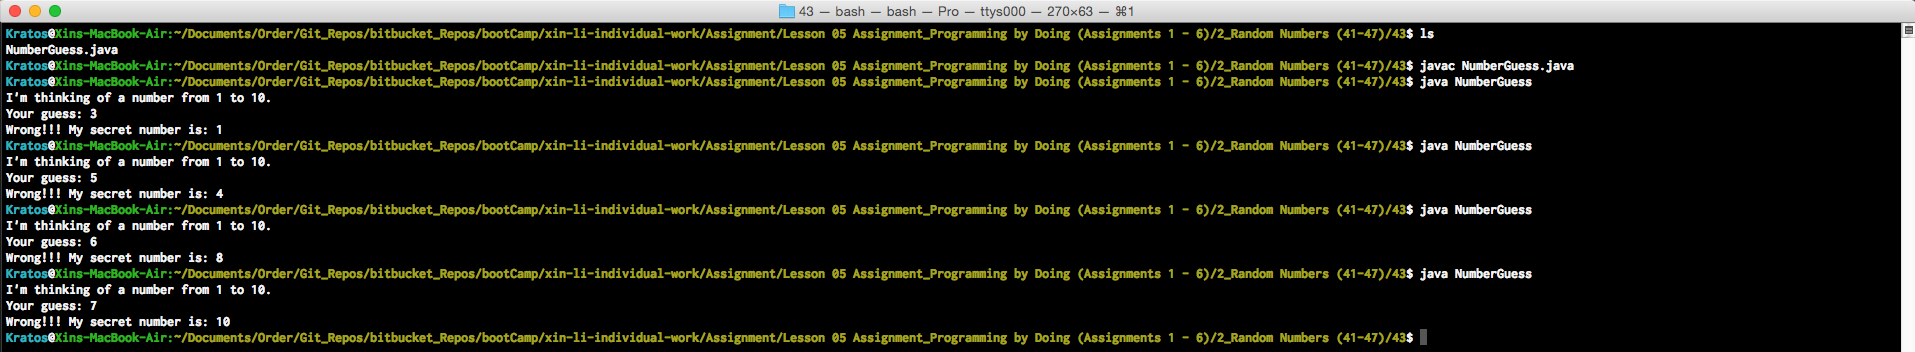 43 — bash — bash — Pro — ttys000 — 270×63 — ⌘1
Kratos@Xins-MacBook-Air:~/Documents/Order/Git_Repos/bitbucket_Repos/bootCamp/xin-li-individual-work/Assignment/Lesson 05 Assignment_Programming by Doing (Assignments 1 - 6)/2_Random Numbers (41-47)/43$ ls
NumberGuess.java
Kratos@Xins-MacBook-Air:~/Documents/Order/Git_Repos/bitbucket_Repos/bootCamp/xin-li-individual-work/Assignment/Lesson 05 Assignment_Programming by Doing (Assignments 1 - 6)/2_Random Numbers (41-47)/43$ javac NumberGuess.java
Kratos@Xins-MacBook-Air:~/Documents/Order/Git_Repos/bitbucket_Repos/bootCamp/xin-li-individual-work/Assignment/Lesson 05 Assignment_Programming by Doing (Assignments 1 - 6)/2_Random Numbers (41-47)/43$ java NumberGuess
I'm thinking of a number from 1 to 10.
Your guess: 3
Wrong!!! My secret number is: 1
Kratos@Xins-MacBook-Air:~/Documents/Order/Git_Repos/bitbucket_Repos/bootCamp/xin-li-individual-work/Assignment/Lesson 05 Assignment_Programming by Doing (Assignments 1 - 6)/2_Random Numbers (41-47)/43$ java NumberGuess
I'm thinking of a number from 1 to 10.
Your guess: 5
Wrong!!! My secret number is: 4
Kratos@Xins-MacBook-Air:~/Documents/Order/Git_Repos/bitbucket_Repos/bootCamp/xin-li-individual-work/Assignment/Lesson 05 Assignment_Programming by Doing (Assignments 1 - 6)/2_Random Numbers (41-47)/43$ java NumberGuess
I'm thinking of a number from 1 to 10.
Your guess: 6
Wrong!!! My secret number is: 8
Kratos@Xins-MacBook-Air:~/Documents/Order/Git_Repos/bitbucket_Repos/bootCamp/xin-li-individual-work/Assignment/Lesson 05 Assignment_Programming by Doing (Assignments 1 - 6)/2_Random Numbers (41-47)/43$ java NumberGuess
I'm thinking of a number from 1 to 10.
Your guess: 7
Wrong!!! My secret number is: 10
Kratos@Xins-MacBook-Air:~/Documents/Order/Git_Repos/bitbucket_Repos/bootCamp/xin-li-individual-work/Assignment/Lesson 05 Assignment_Programming by Doing (Assignments 1 - 6)/2_Random Numbers (41-47)/43$